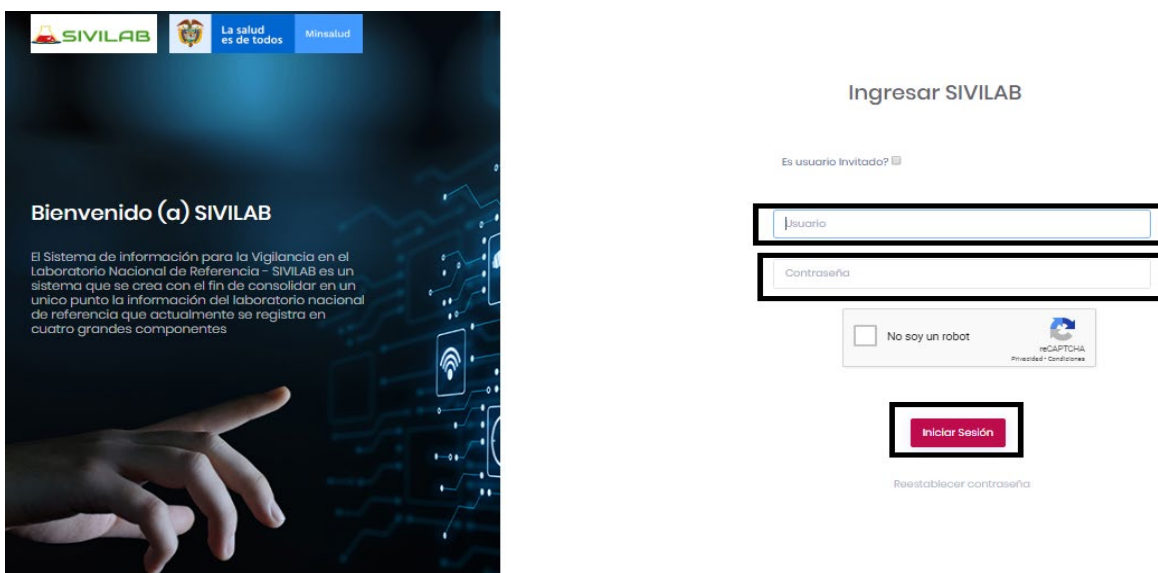 SIVILAB
La salud
es de todos
Minsalud
Bienvenido (a) SIVILAB
El Sistema de información para la Vigilancia en el
Laboratorio Nacional de Referencia - SIVILAB es un
sistema que se crea con el fin de consolidar en un
unico punto la información del laboratorio nacional
de referencia que actualmente se registra en
cuatro grandes componentes
Ingresar SIVILAB
Es usuario Invitado?
Usuario
Contraseña
No soy un robot
reCAPTCHA
Privacidad - Condiciones
Iniciar Sesión
Reestablecer contraseña